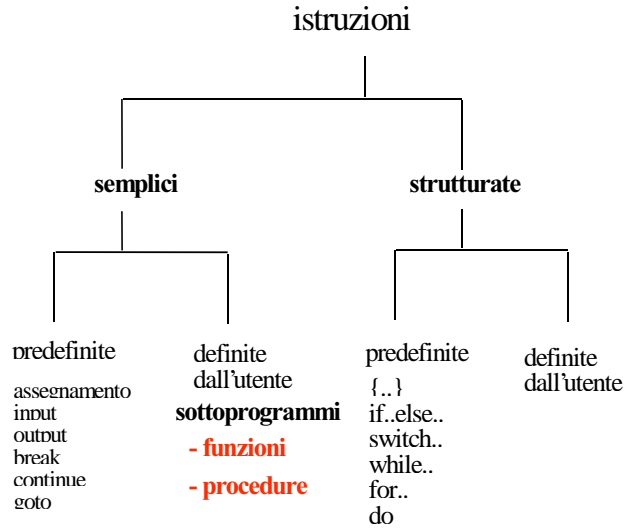 istruzioni
semplici
strutturate
predefinite
assegnamento
input
output
break
continue
goto
definite
dall'utente
sottoprogrammi
- funzioni
- procedure
predefinite
{..}
if..else..
switch..
while..
for..
do
definite
dall'utente